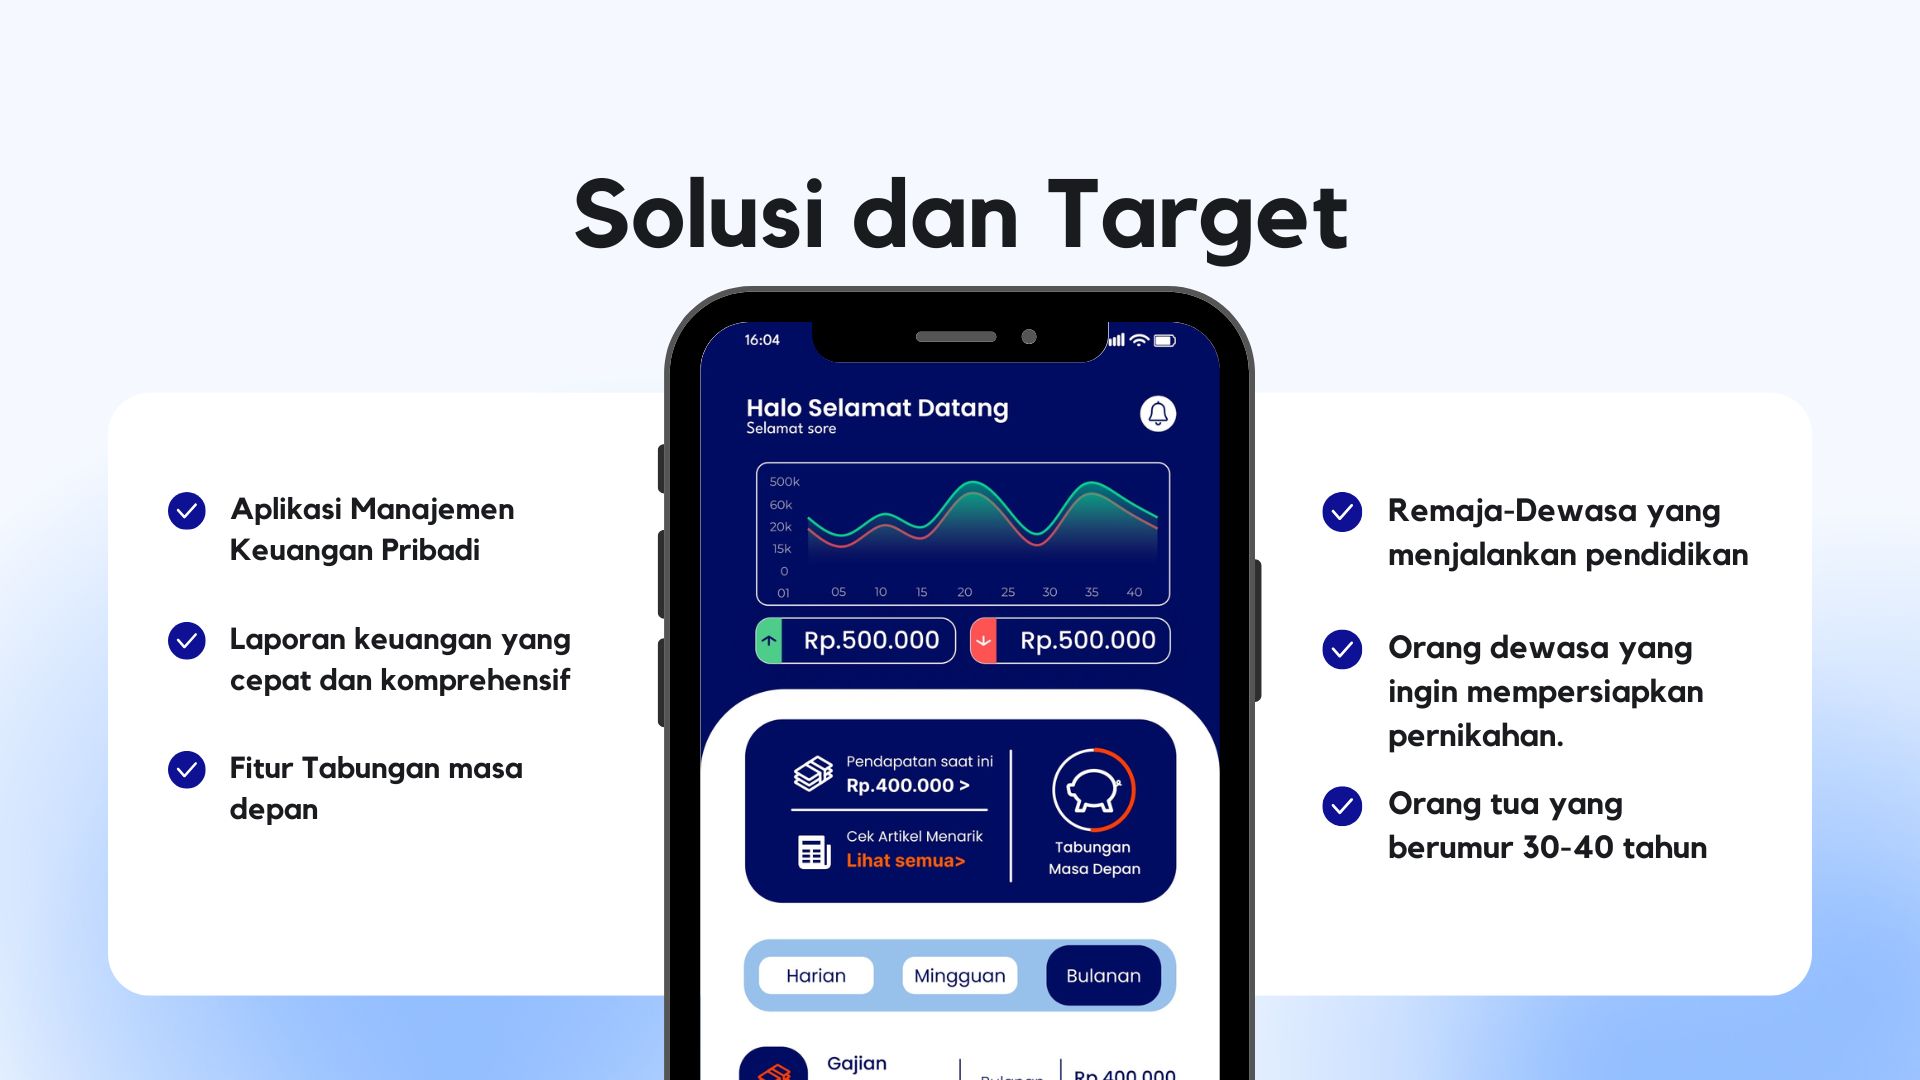 Solusi dan Target
Aplikasi Manajemen
Keuangan Pribadi
Laporan keuangan yang
cepat dan komprehensif
Fitur Tabungan masa
depan
16:04
Halo Selamat Datang
Selamat sore
500k
60k
20k
15k
0
01 05 10 15 20 25 30 35 40
Rp.500.000 Rp.500.000
Pendapatan saat ini
Rp.400.000 >
Cek Artikel Menarik
Lihat semua>
Tabungan
Masa Depan
Harian Mingguan Bulanan
Gajian
Bulanan Rp.400.000
Remaja-Dewasa yang
menjalankan pendidikan
Orang dewasa yang
ingin mempersiapkan
pernikahan.
Orang tua yang
berumur 30-40 tahun